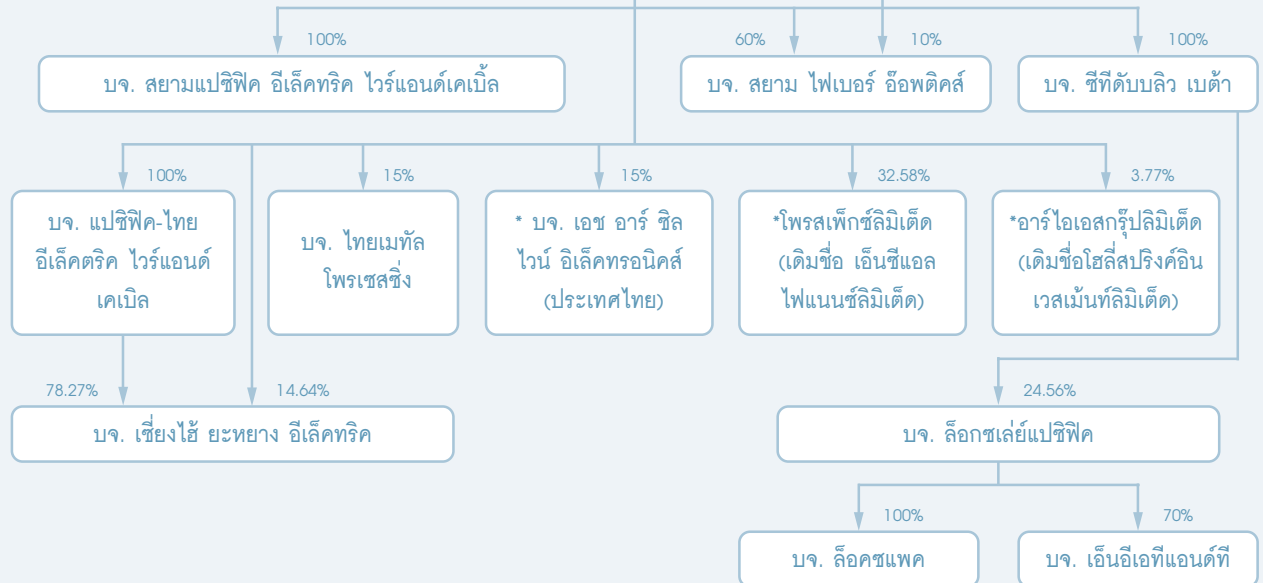 100%
60%
10%
100%
บจ. สยามแปซิฟิค อีเล็คทริค ไวร์แอนด์เคเบิ้ล
บจ. สยาม ไฟเบอร์ อ๊อพติคส์
บจ. ซีทีดับบลิว เบต้า
100%
15%
15%
32.58%
3.77%
บจ. แปซิฟิค-ไทย
อีเล็คตริค ไวร์แอนด์
เคเบิล
บจ. ไทยเมทัล
โพรเซสซิ่ง
* บจ. เอช อาร์ ซิล
ไวน์ อิเล็คทรอนิคส์
(ประเทศไทย)
*โพรสเพ็กซ์ลิมิเต็ด
(เดิมชื่อ เอ็นซีแอล
ไฟแนนซ์ลิมิเต็ด)
*อาร์ไอเอสกรุ๊ปลิมิเต็ด
(เดิมชื่อโฮลี่สปริงค์อิน
เวสเม้นท์ลิมิเต็ด)
78.27%
14.64%
24.56%
บจ. เซี่ยงไฮ้ ยะหยาง อีเล็คทริค
บจ. ล็อกซเล่ย์แปซิฟิค
100%
70%
บจ. ล็อคซแพค
บจ. เอ็นอีเอทีแอนด์ที